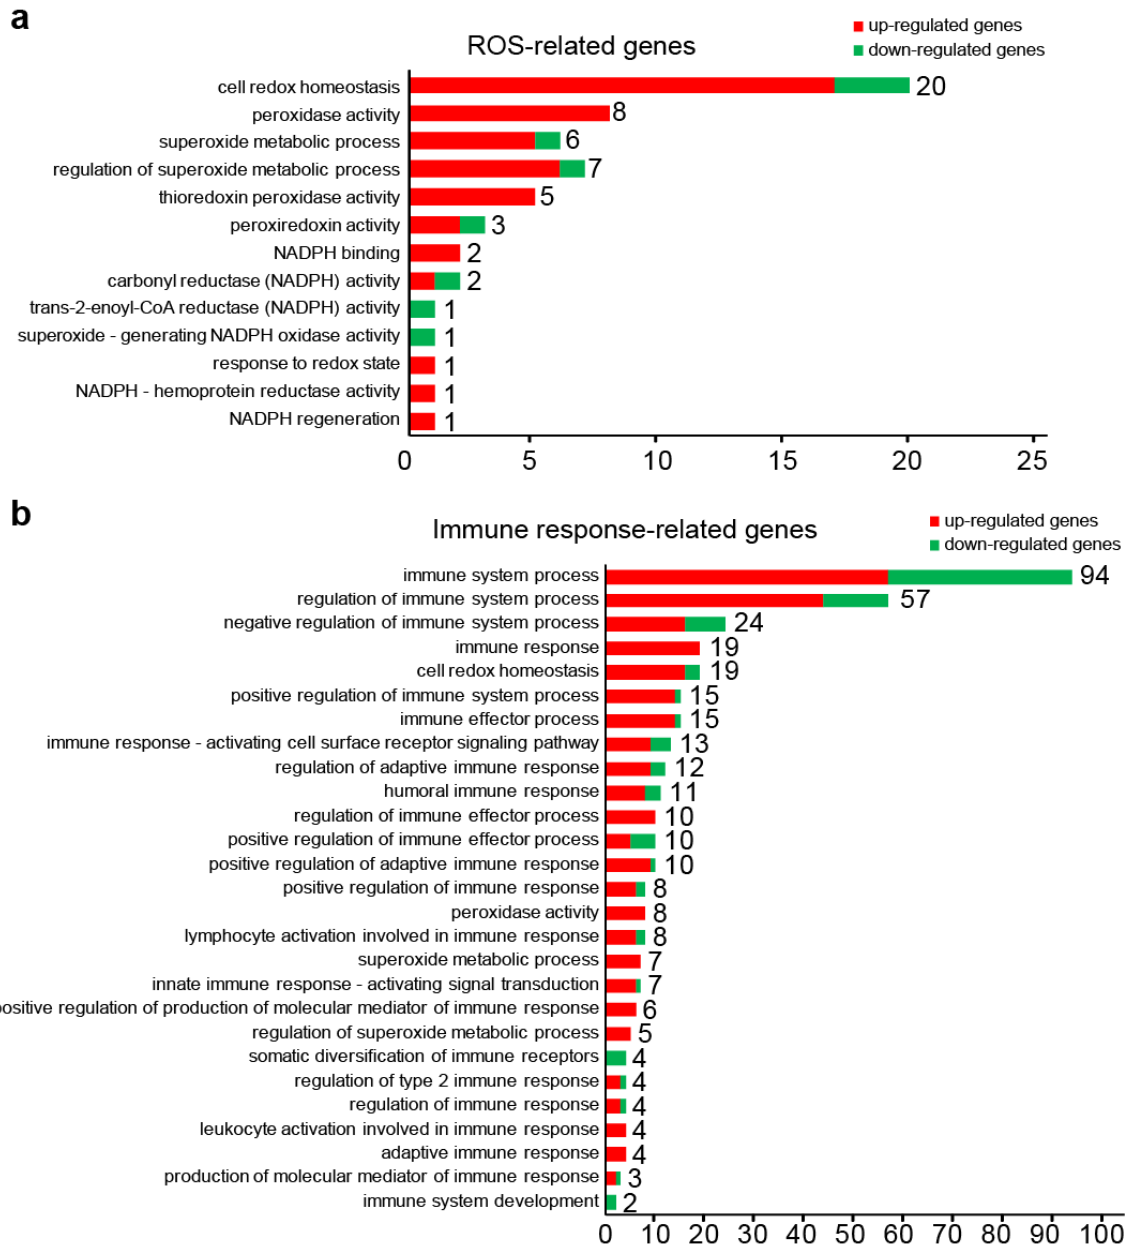 a
ROS-related genes
up-regulated genes
down-regulated genes
cell redox homeostasis 20
peroxidase activity 8
superoxide metabolic process 6
regulation of superoxide metabolic process 7
thioredoxin peroxidase activity 5
peroxiredoxin activity 3
NADPH binding 2
carbonyl reductase (NADPH) activity 2
trans-2-enoyl-CoA reductase (NADPH) activity 1
superoxide - generating NADPH oxidase activity 1
response to redox state 1
NADPH - hemoprotein reductase activity 1
NADPH regeneration 1
0 5 10 15 20 25
b
Immune response-related genes
up-regulated genes
down-regulated genes
immune system process 94
regulation of immune system process 57
negative regulation of immune system process 24
immune response 19
cell redox homeostasis 19
positive regulation of immune system process 15
immune effector process 15
immune response - activating cell surface receptor signaling pathway 13
regulation of adaptive immune response 12
humoral immune response 11
regulation of immune effector process 10
positive regulation of immune effector process 10
positive regulation of adaptive immune response 10
positive regulation of immune response 8
peroxidase activity 8
lymphocyte activation involved in immune response 8
superoxide metabolic process 7
innate immune response - activating signal transduction 7
positive regulation of production of molecular mediator of immune response 6
regulation of superoxide metabolic process 5
somatic diversification of immune receptors 4
regulation of type 2 immune response 4
regulation of immune response 4
leukocyte activation involved in immune response 4
adaptive immune response 4
production of molecular mediator of immune response 3
immune system development 2
0 10 20 30 40 50 60 70 80 90 100